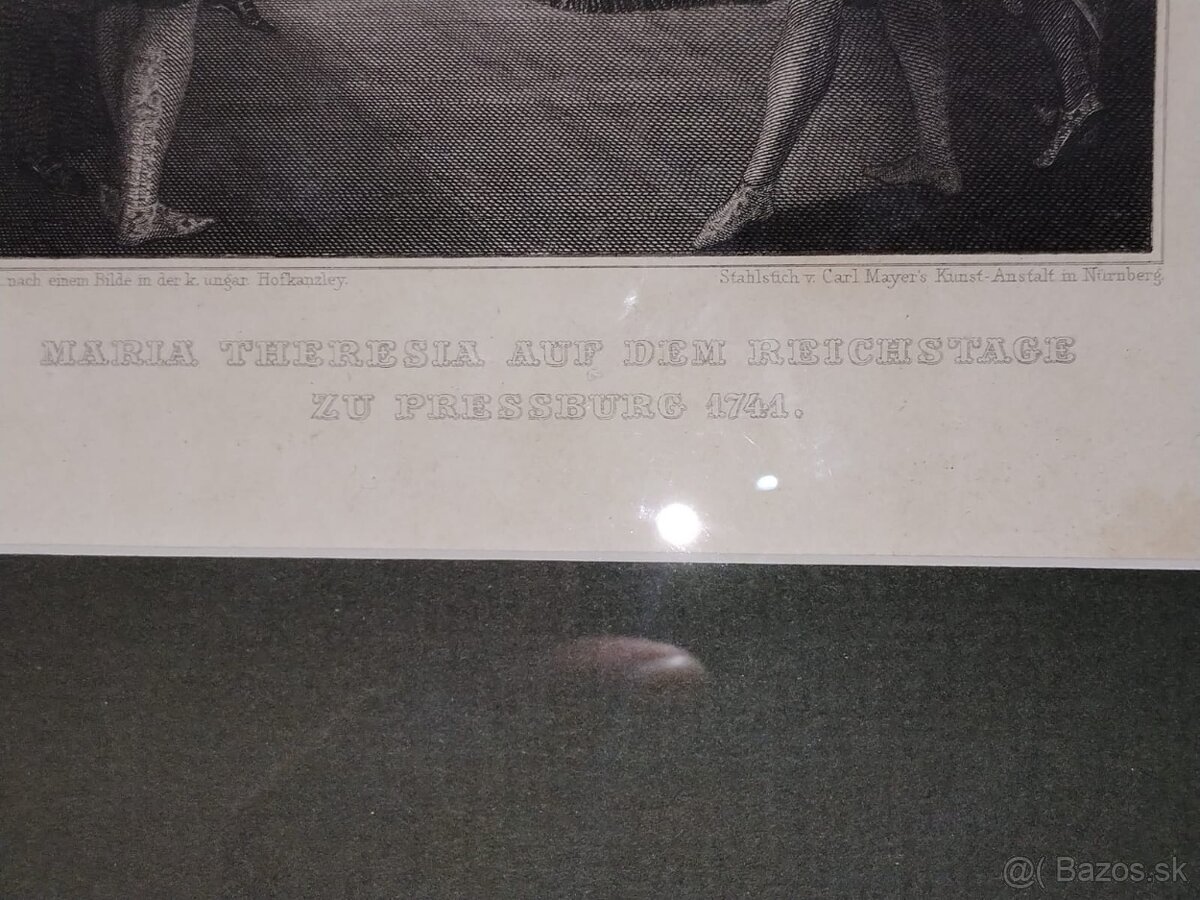 nach einem Bilde in der k. ungar. Hofkanzley.
Stahlstich v. Carl Mayer's Kunst-Anstalt in Nürnberg.
MARIA THERESIA AUF DEM REICHSTAGE
ZU PRESSBURG 1741.
@( Bazos.sk